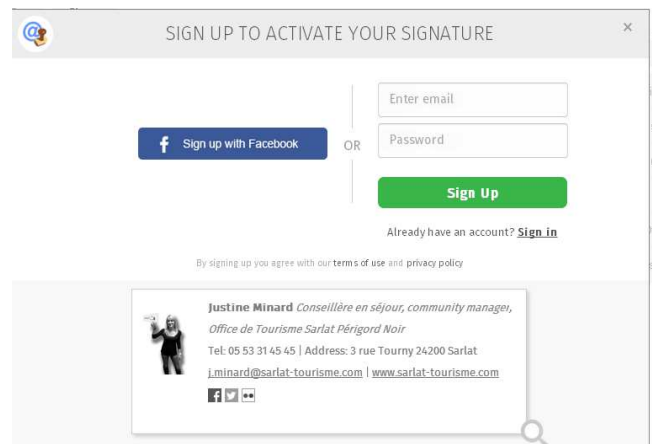 SIGN UP TO ACTIVATE YOUR SIGNATURE
×
Enter email
Sign up with Facebook
OR
Password
Sign Up
Already have an account? Sign in
By signing up you agree with our terms of use and privacy policy
Justine Minard Conseillère en séjour, community manager,
Office de Tourisme Sarlat Périgord Noir
Tel: 05 53 31 45 45 | Address: 3 rue Tourny 24200 Sarlat
j.minard@sarlat-tourisme.com | www.sarlat-tourisme.com